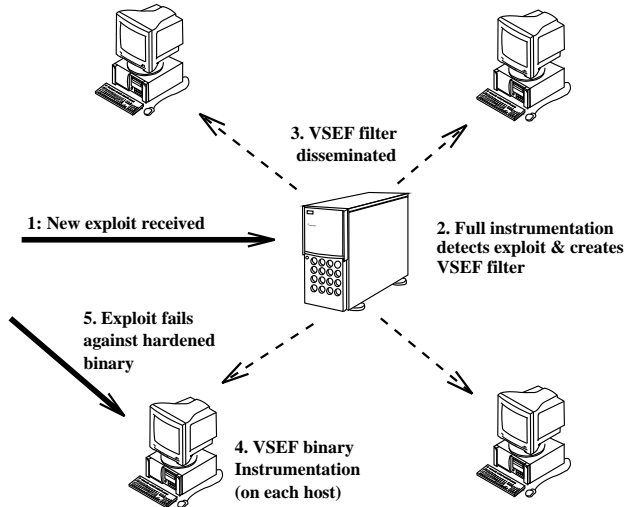 3. VSEF filter
disseminated
1: New exploit received
2. Full instrumentation
detects exploit & creates
VSEF filter
5. Exploit fails
against hardened
binary
4. VSEF binary
Instrumentation
(on each host)